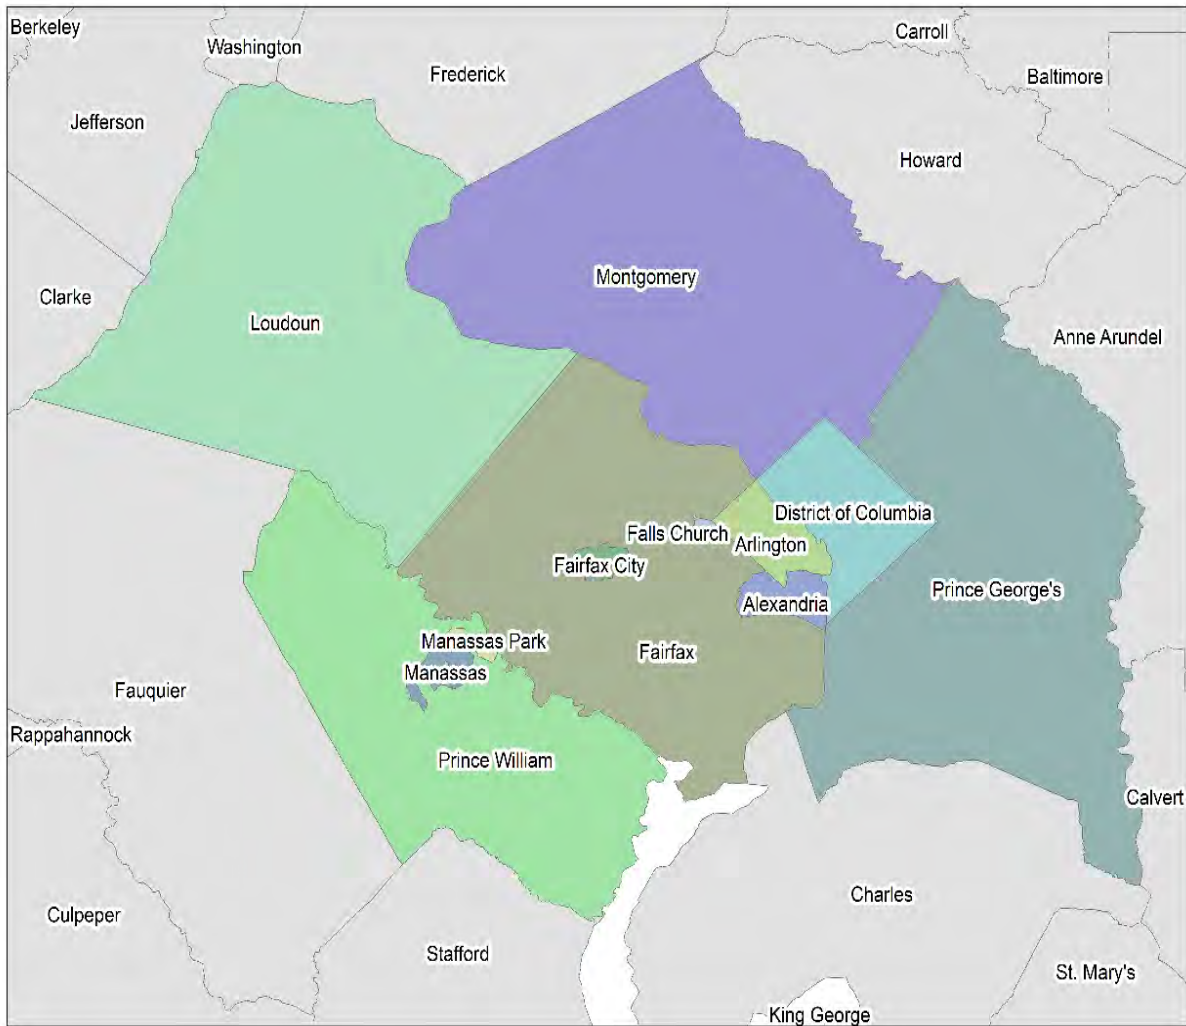 Berkeley
Washington
Carroll
Frederick
Baltimore
Jefferson
Howard
Montgomery
Clarke
Loudoun
Anne Arundel
District of Columbia
Falls Church
Arlington
Fairfax City
Prince George's
Alexandria
Manassas Park
Fairfax
Manassas
Fauquier
Rappahannock
Prince William
Calvert
Charles
Culpeper
Stafford
St. Mary's
King George